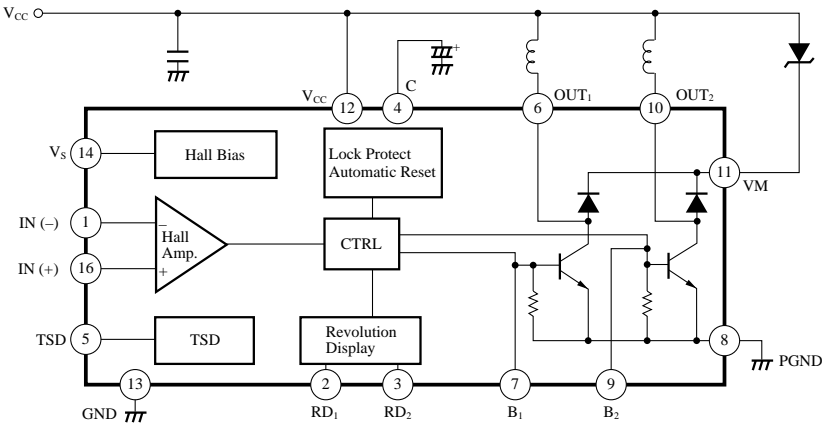 VCC
+
C
VCC
12
4
6
OUT1
10
OUT2
VS
14
Hall Bias
Lock Protect
Automatic Reset
11
VM
IN (–)
1
–
Hall
Amp.
+
CTRL
IN (+)
16
TSD
5
TSD
Revolution
Display
8
PGND
13
GND
2
RD1
3
RD2
7
B1
9
B2